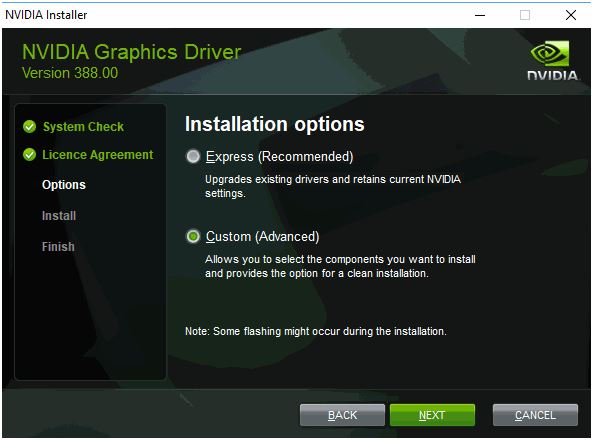 NVIDIA Installer
NVIDIA Graphics Driver
Version 388.00
NVIDIA.
System Check
Licence Agreement
Options
Install
Finish
Installation options
Express (Recommended)
Upgrades existing drivers and retains current NVIDIA
settings.
Custom (Advanced)
Allows you to select the components you want to install
and provides the option for a clean installation.
Note: Some flashing might occur during the installation.
BACK
NEXT
CANCEL